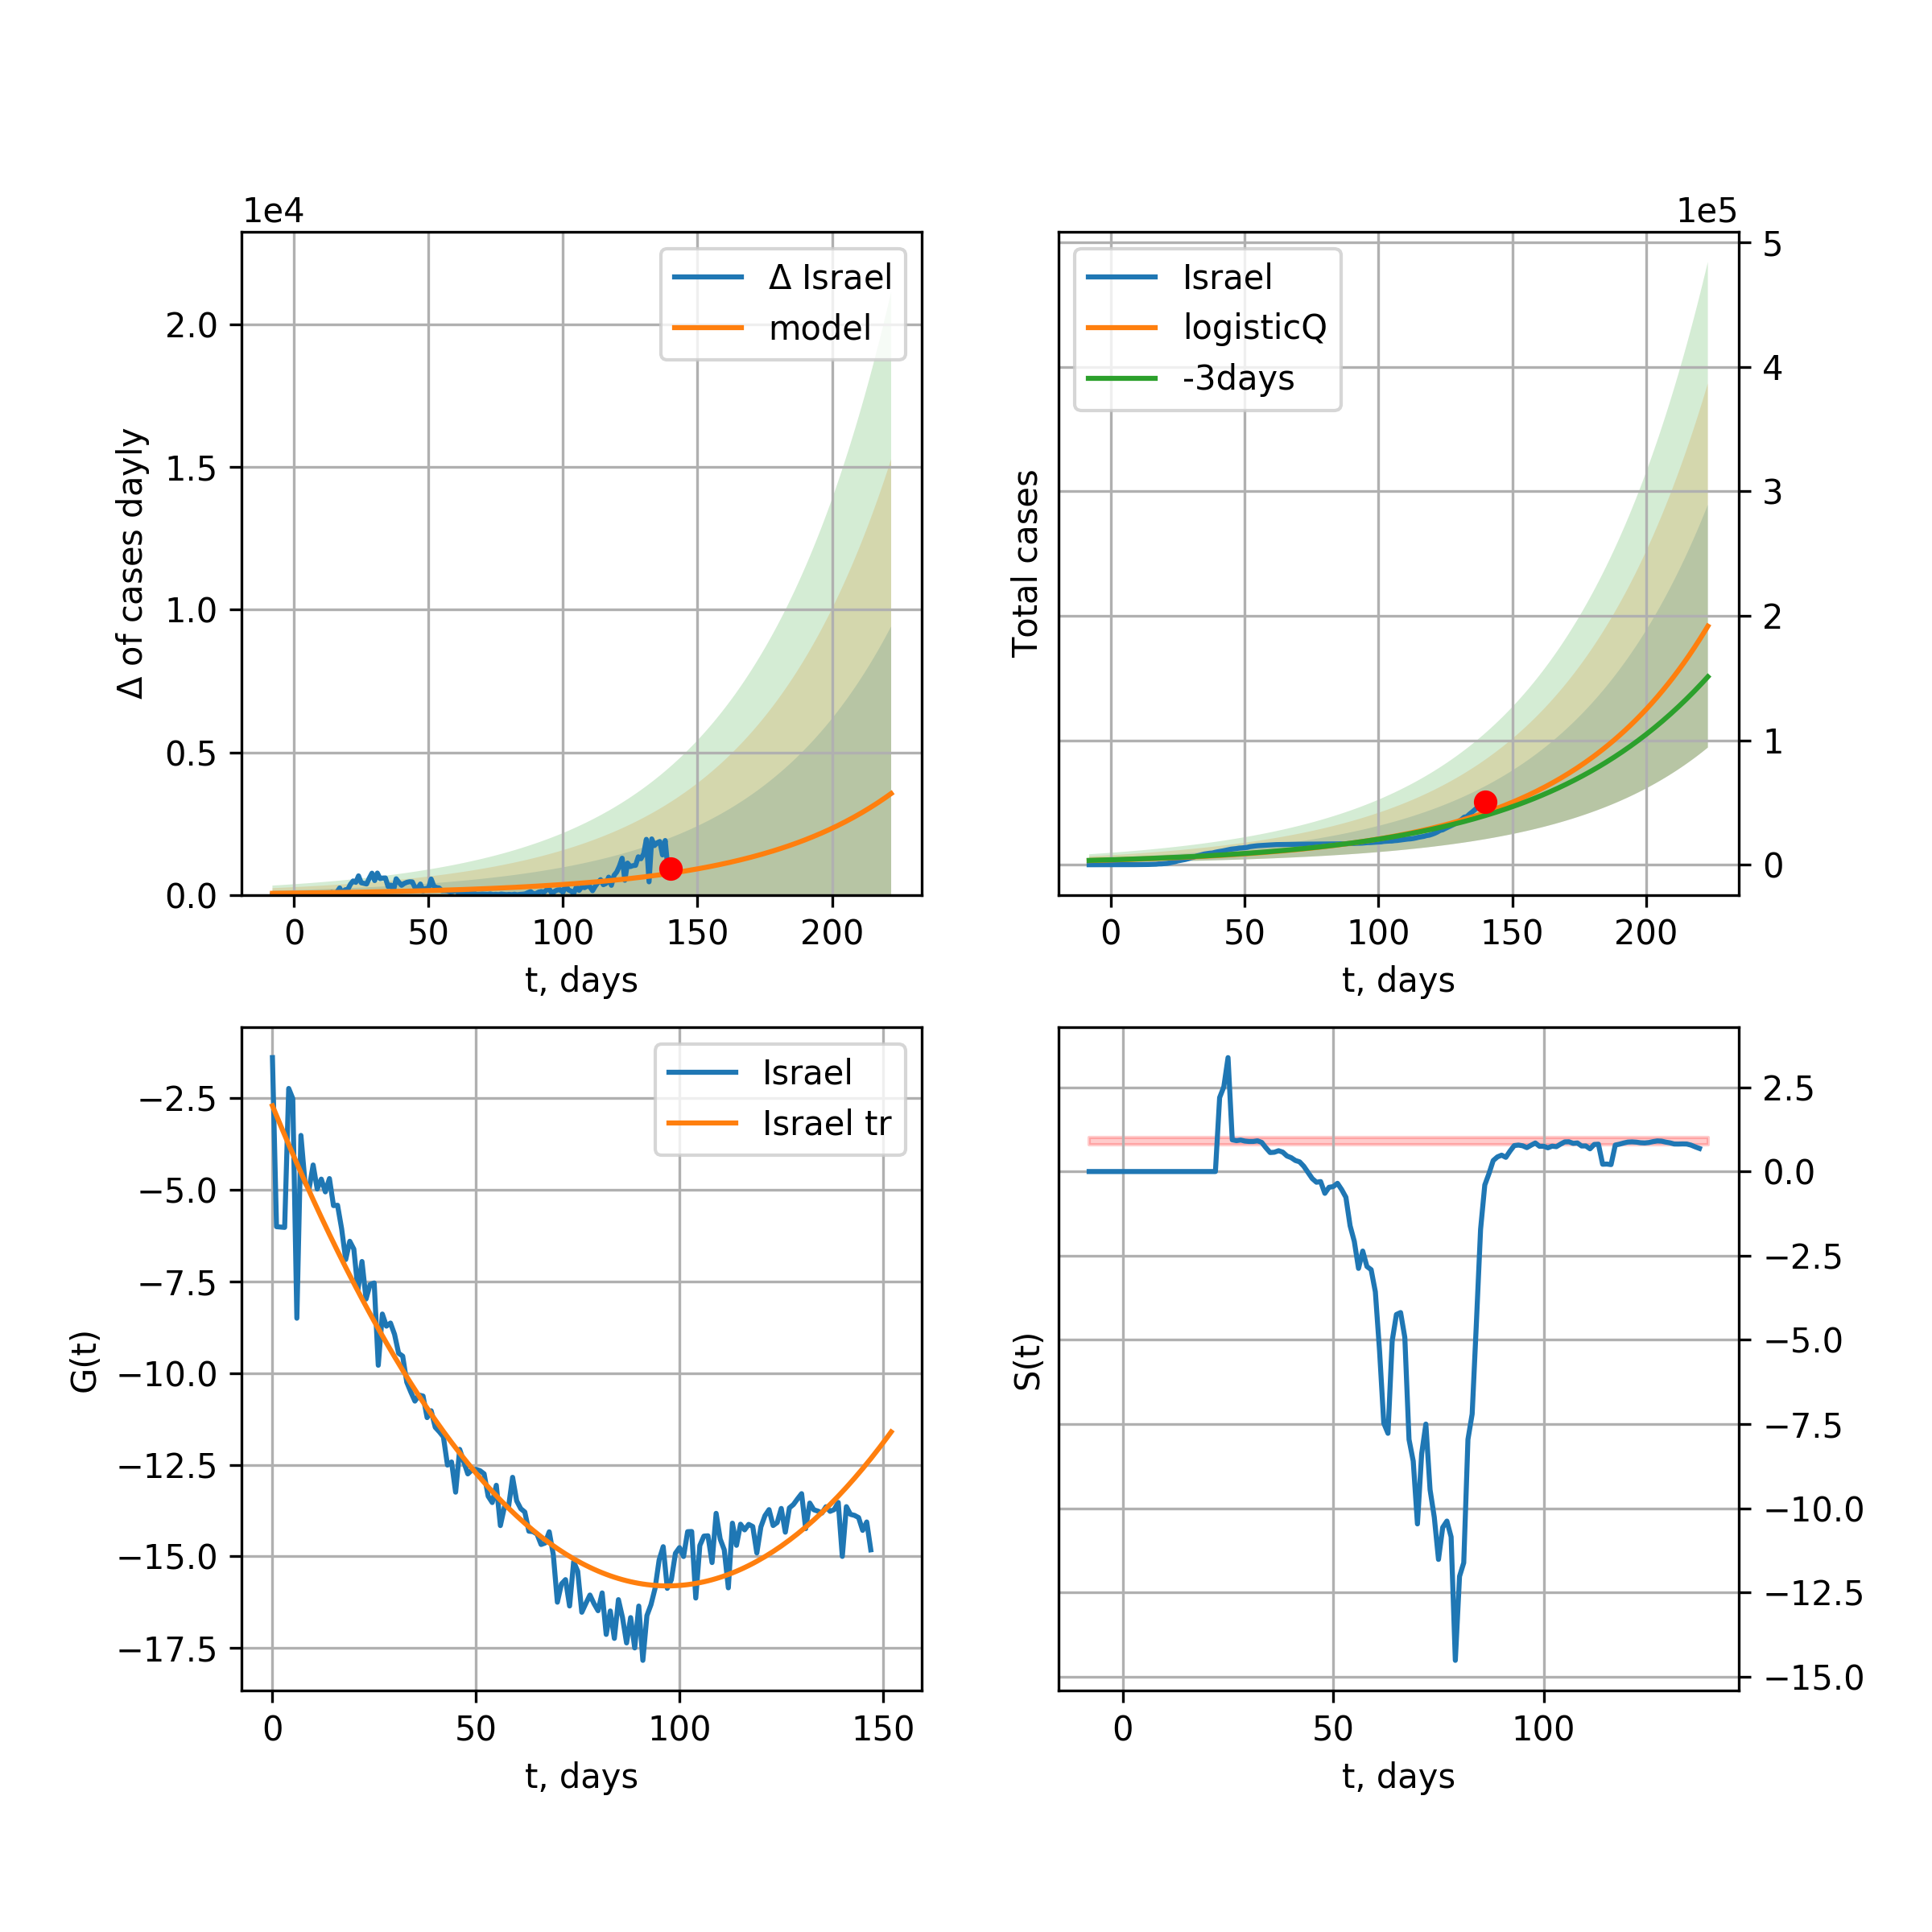 1e4
Δ of cases dayly
2.0
1.5
1.0
0.5
0.0
0 50 100 150 200
t, days
Δ Israel
model
1e5
Total cases
5
4
3
2
1
0
0 50 100 150 200
t, days
Israel
logisticQ
-3days
G(t)
−2.5
−5.0
−7.5
−10.0
−12.5
−15.0
−17.5
0 50 100 150
t, days
Israel
Israel tr
S(t)
2.5
0.0
−2.5
−5.0
−7.5
−10.0
−12.5
−15.0
0 50 100
t, days